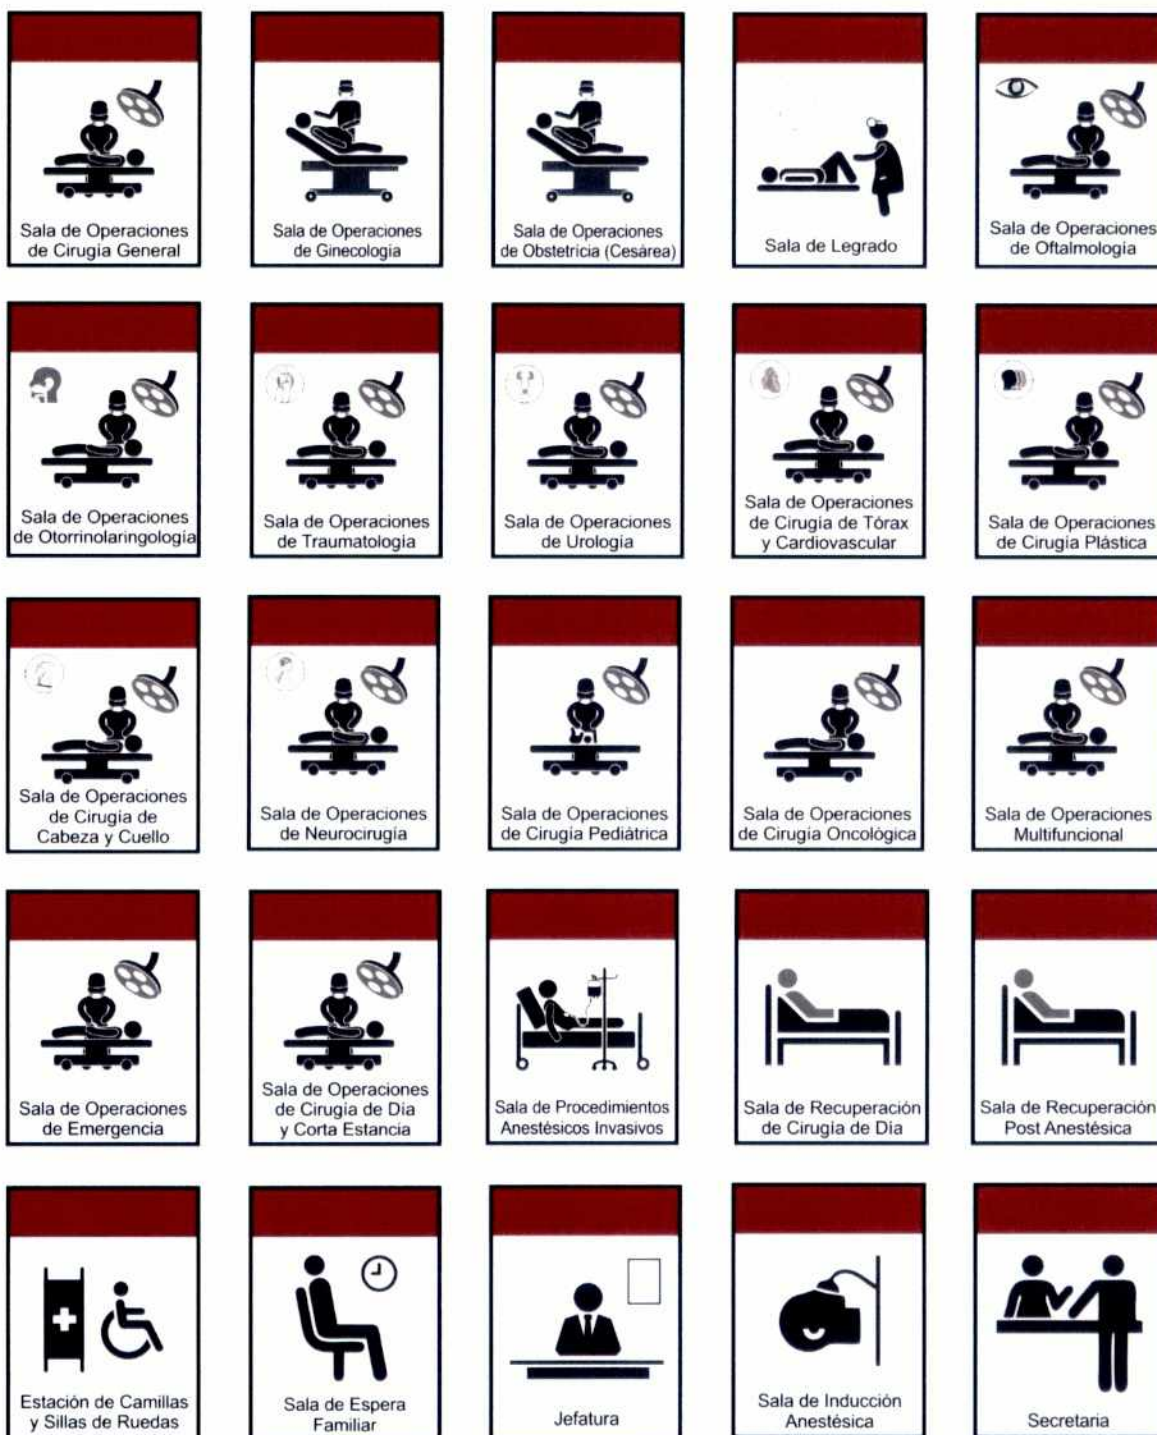 Sala de Operaciones
de Cirugía General
Sala de Operaciones
de Ginecología
Sala de Operaciones
de Obstetricia (Cesárea)
Sala de Legrado
Sala de Operaciones
de Oftalmología
Sala de Operaciones
de Otorrinolaringología
Sala de Operaciones
de Traumatología
Sala de Operaciones
de Urología
Sala de Operaciones
de Cirugía de Tórax
y Cardiovascular
Sala de Operaciones
de Cirugía Plástica
Sala de Operaciones
de Cirugía de
Cabeza y Cuello
Sala de Operaciones
de Neurocirugía
Sala de Operaciones
de Cirugía Pediátrica
Sala de Operaciones
de Cirugía Oncológica
Sala de Operaciones
Multifuncional
Sala de Operaciones
de Emergencia
Sala de Operaciones
de Cirugía de Día
y Corta Estancia
Sala de Procedimientos
Anestésicos Invasivos
Sala de Recuperación
de Cirugía de Día
Sala de Recuperación
Post Anestésica
Estación de Camillas
y Sillas de Ruedas
Sala de Espera
Familiar
Jefatura
Sala de Inducción
Anestésica
Secretaria